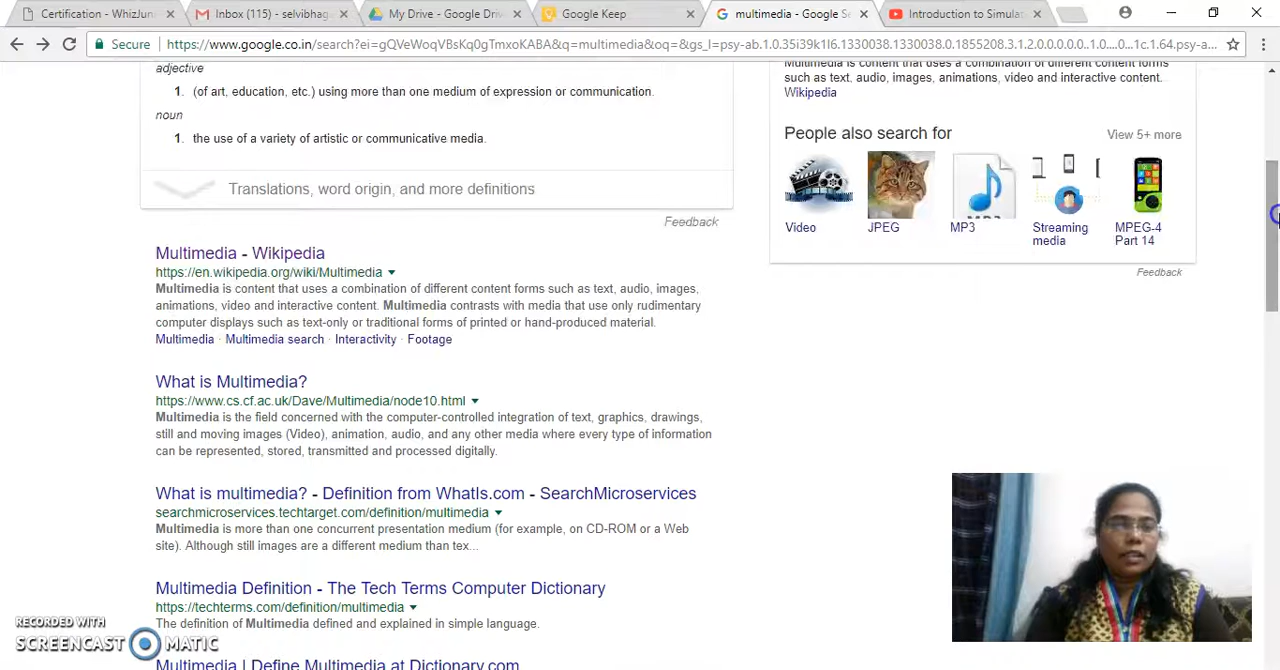 Certification - WhizJun
Inbox (115) - selvibhag
My Drive - Google Driv
Google Keep
multimedia - Google Se
Introduction to Simulat
Secure
https://www.google.co.in/search?ei=gQVeWoqVBsKq0gTmxoKABA&q=multimedia&oq=&gs_l=psy-ab.1.0.35i39k1l6.1330038.1330038.0.1855208.3.1.2.0.0.0.0.0..1.0....0...1c.1.64.psy-a...
adjective
1. (of art, education, etc.) using more than one medium of expression or communication.
noun
1. the use of a variety of artistic or communicative media.
Translations, word origin, and more definitions
Feedback
Multimedia - Wikipedia
https://en.wikipedia.org/wiki/Multimedia
Multimedia is content that uses a combination of different content forms such as text, audio, images,
animations, video and interactive content. Multimedia contrasts with media that use only rudimentary
computer displays such as text-only or traditional forms of printed or hand-produced material.
Multimedia · Multimedia search · Interactivity · Footage
What is Multimedia?
https://www.cs.cf.ac.uk/Dave/Multimedia/node10.html
Multimedia is the field concerned with the computer-controlled integration of text, graphics, drawings,
still and moving images (Video), animation, audio, and any other media where every type of information
can be represented, stored, transmitted and processed digitally.
What is multimedia? - Definition from WhatIs.com - SearchMicroservices
searchmicroservices.techtarget.com/definition/multimedia
Multimedia is more than one concurrent presentation medium (for example, on CD-ROM or a Web
site). Although still images are a different medium than tex...
Multimedia Definition - The Tech Terms Computer Dictionary
https://techterms.com/definition/multimedia
The definition of Multimedia defined and explained in simple language.
Multimedia | Define Multimedia at Dictionary.com
Multimedia is content that uses a combination of different content forms
such as text, audio, images, animations, video and interactive content.
Wikipedia
People also search for
View 5+ more
MP3
Video
JPEG
MP3
Streaming
media
MPEG-4
Part 14
Feedback
RECORDED WITH
SCREENCAST MATIC